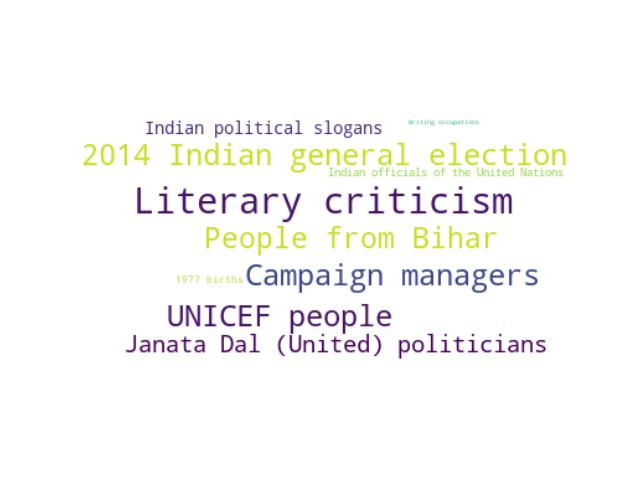 Writing occupations
Indian political slogans
2014 Indian general election
Indian officials of the United Nations
Literary criticism
People from Bihar
1977 births
Campaign managers
UNICEF people
Janata Dal (United) politicians